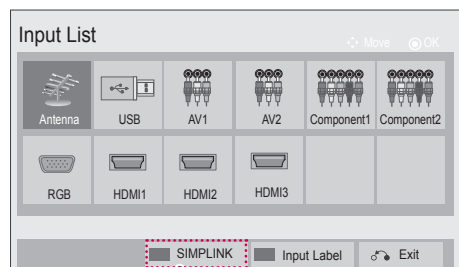 Input List
Move OK
Antenna USB AV1 AV2 Component1 Component2
RGB HDMI1 HDMI2 HDMI3
SIMPLINK Input Label Exit